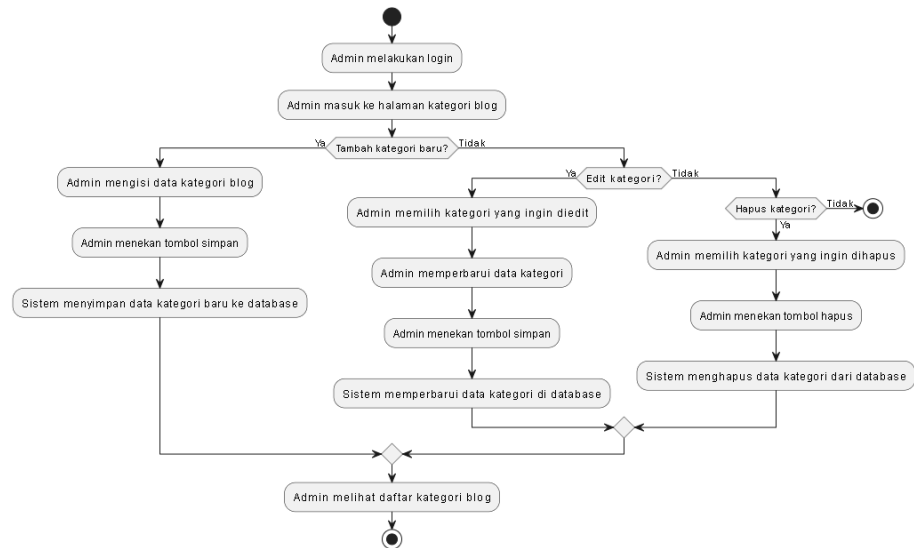 Admin melakukan login
Admin masuk ke halaman kategori blog
Ya
Tambah kategori baru?
Tidak
Admin mengisi data kategori blog
Admin menekan tombol simpan
Sistem menyimpan data kategori baru ke database
Ya
Edit kategori?
Tidak
Admin memilih kategori yang ingin diedit
Admin memperbarui data kategori
Admin menekan tombol simpan
Sistem memperbarui data kategori di database
Hapus kategori?
Tidak
Ya
Admin memilih kategori yang ingin dihapus
Admin menekan tombol hapus
Sistem menghapus data kategori dari database
Admin melihat daftar kategori blog